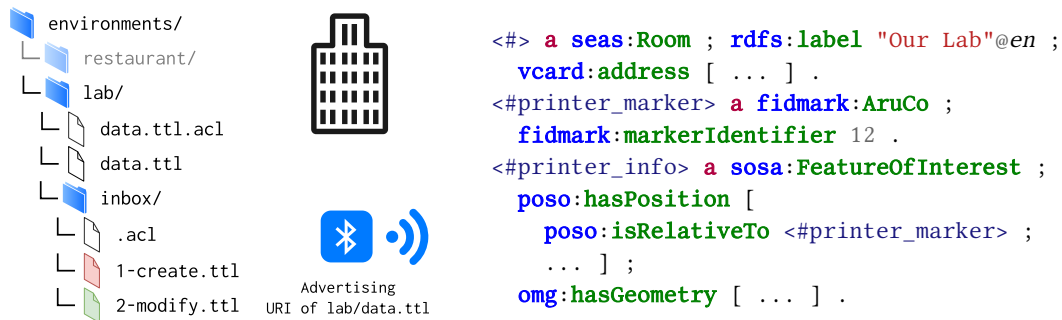 environments/
restaurant/
lab/
data.ttl.acl
data.ttl
inbox/
.acl
1-create.ttl
2-modify.ttl
Advertising
URI of lab/data.ttl
<#> a seas:Room ; rdfs:label "Our Lab"@en ;
vcard:address [ ... ] .
<#printer_marker> a fidmark:AruCo ;
fidmark:markerIdentifier 12 .
<#printer_info> a sosa:FeatureOfInterest ;
poso:hasPosition [
poso:isRelativeTo <#printer_marker> ;
... ] ;
omg:hasGeometry [ ... ] .